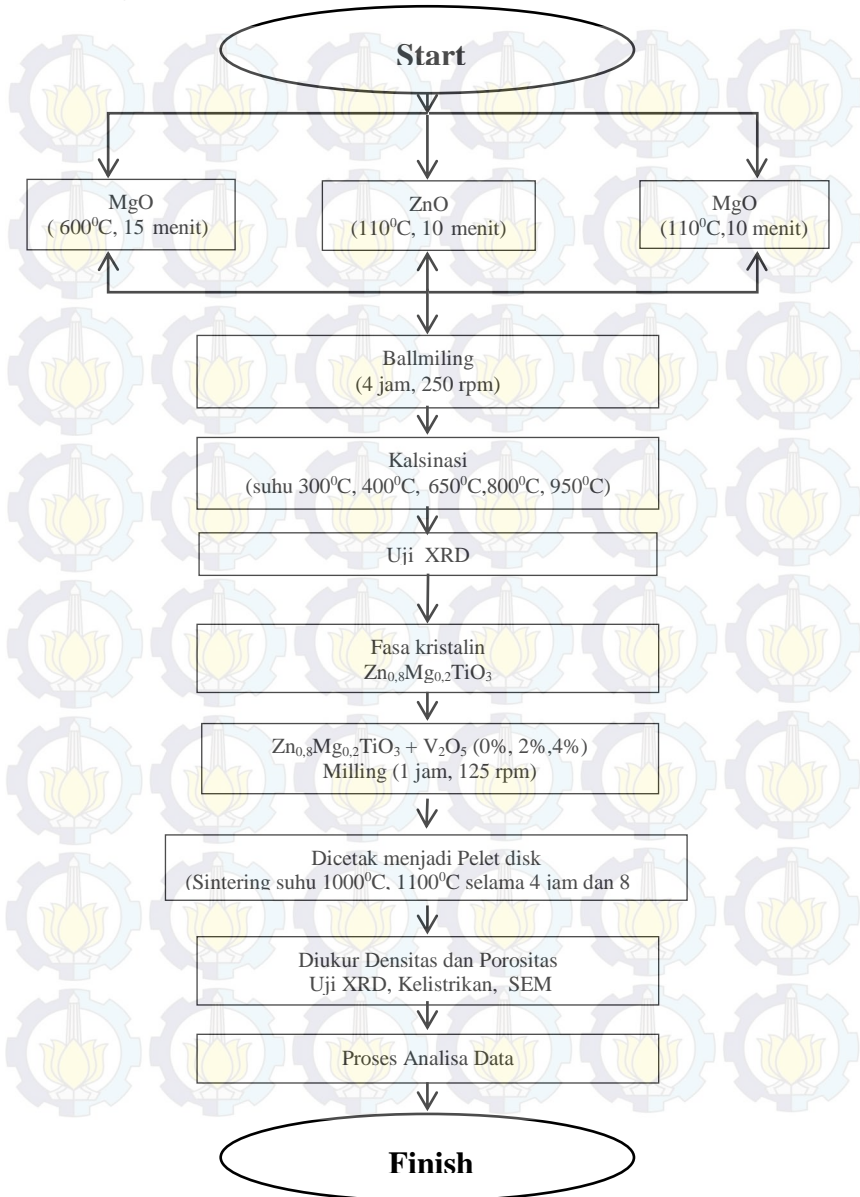 Start
MgO
( 600⁰C, 15 menit)
ZnO
(110⁰C, 10 menit)
MgO
(110⁰C,10 menit)
Ballmiling
(4 jam, 250 rpm)
Kalsinasi
(suhu 300⁰C, 400⁰C, 650⁰C,800⁰C, 950⁰C)
Uji XRD
Fasa kristalin
Zn₀,₈Mg₀,₂TiO₃
Zn₀,₈Mg₀,₂TiO₃ + V₂O₅ (0%, 2%,4%)
Milling (1 jam, 125 rpm)
Dicetak menjadi Pelet disk
(Sintering suhu 1000⁰C, 1100⁰C selama 4 jam dan 8
Diukur Densitas dan Porositas
Uji XRD, Kelistrikan, SEM
Proses Analisa Data
Finish